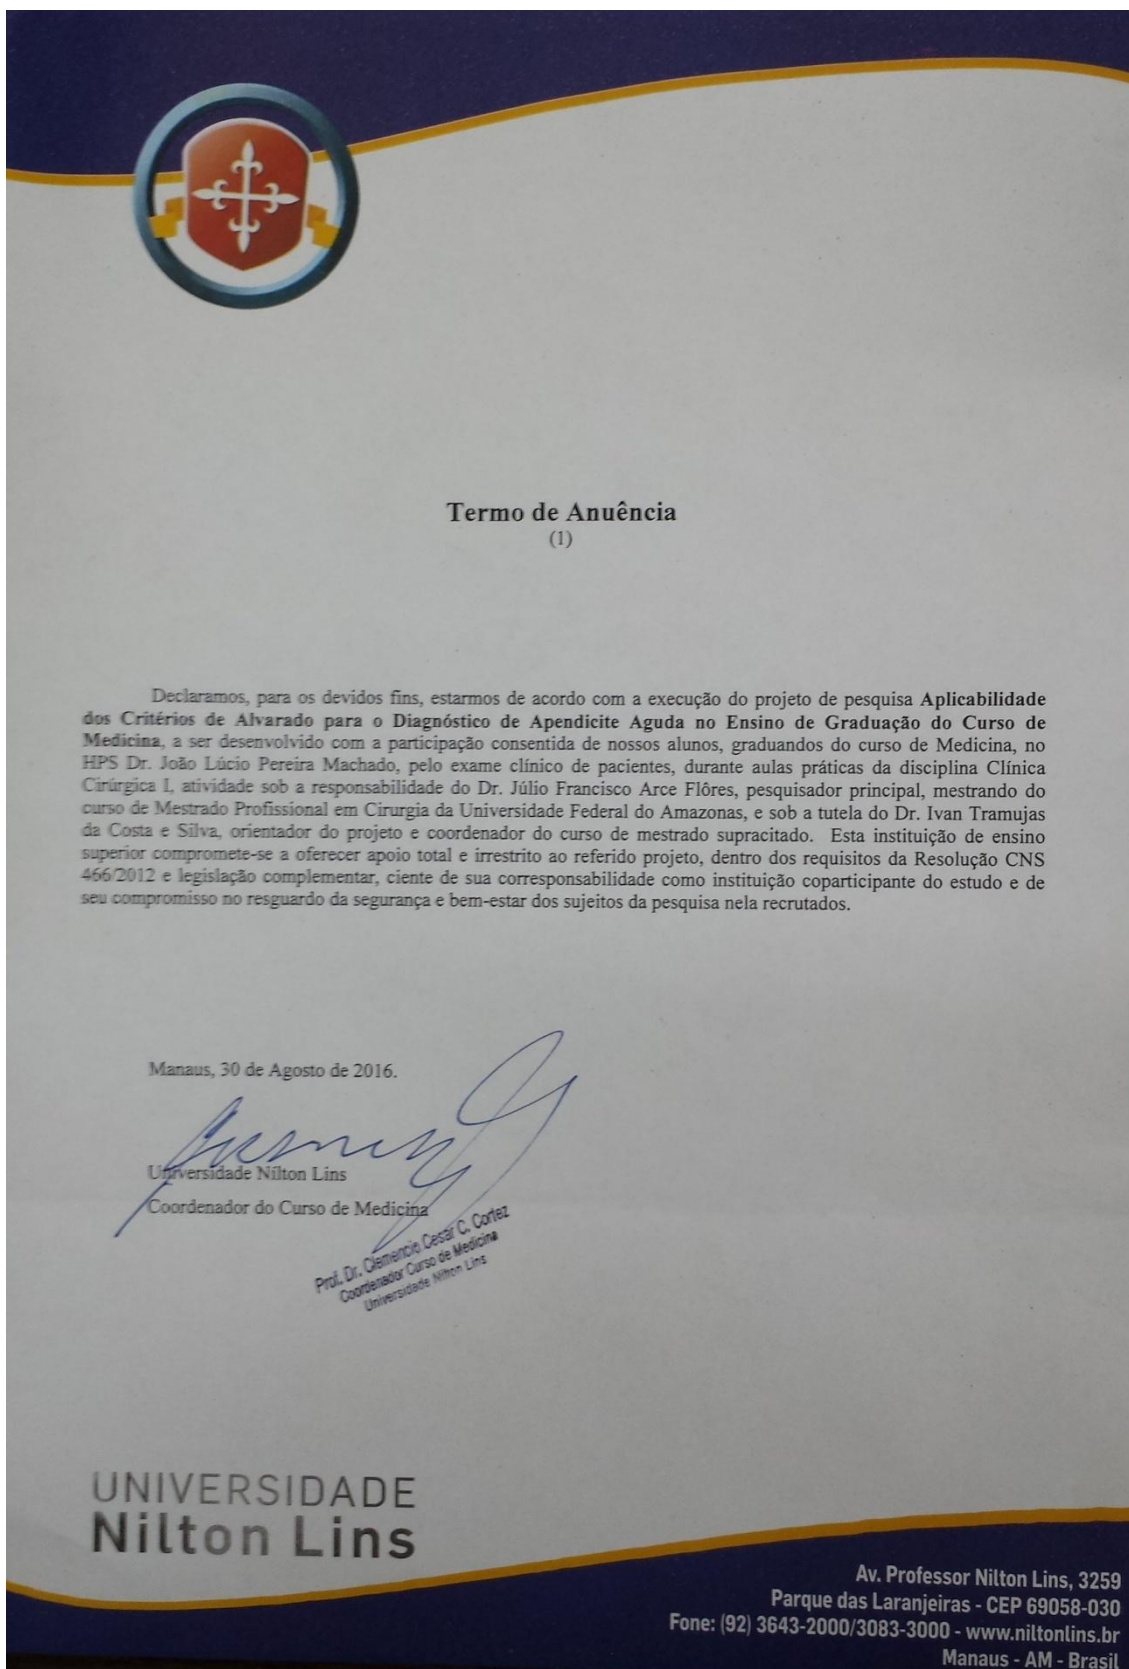 Termo de Anuência
(1)
Declaramos, para os devidos fins, estarmos de acordo com a execução do projeto de pesquisa Aplicabilidade
dos Critérios de Alvarado para o Diagnóstico de Apendicite Aguda no Ensino de Graduação do Curso de
Medicina, a ser desenvolvido com a participação consentida de nossos alunos, graduandos do curso de Medicina, no
HPS Dr. João Lúcio Pereira Machado, pelo exame clínico de pacientes, durante aulas práticas da disciplina Clínica
Cirúrgica I, atividade sob a responsabilidade do Dr. Júlio Francisco Arce Flôres, pesquisador principal, mestrando do
curso de Mestrado Profissional em Cirurgia da Universidade Federal do Amazonas, e sob a tutela do Dr. Ivan Tramujas
da Costa e Silva, orientador do projeto e coordenador do curso de mestrado supracitado. Esta instituição de ensino
superior compromete-se a oferecer apoio total e irrestrito ao referido projeto, dentro dos requisitos da Resolução CNS
466/2012 e legislação complementar, ciente de sua corresponsabilidade como instituição coparticipante do estudo e de
seu compromisso no resguardo da segurança e bem-estar dos sujeitos da pesquisa nela recrutados.
Manaus, 30 de Agosto de 2016.
Universidade Nilton Lins
Coordenador do Curso de Medicina
Prof. Dr. Clemencio Cesar C. Cortez
Coordenador Curso de Medicina
Universidade Nilton Lins
UNIVERSIDADE
Nilton Lins
Av. Professor Nilton Lins, 3259
Parque das Laranjeiras - CEP 69058-030
Fone: (92) 3643-2000/3083-3000 - www.niltonlins.br
Manaus - AM - Brasil